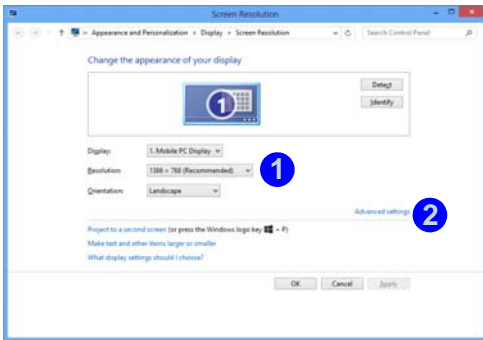 Screen Resolution
Appearance and Personalization Display Screen Resolution
Search Control Panel
Change the appearance of your display
Detect
Identify
1
Display:
1. Mobile PC Display
Resolution:
1366 × 768 (Recommended)
1
Orientation:
Landscape
Advanced settings
2
Project to a second screen (or press the Windows logo key + P)
Make text and other items larger or smaller
What display settings should I choose?
OK
Cancel
Apply